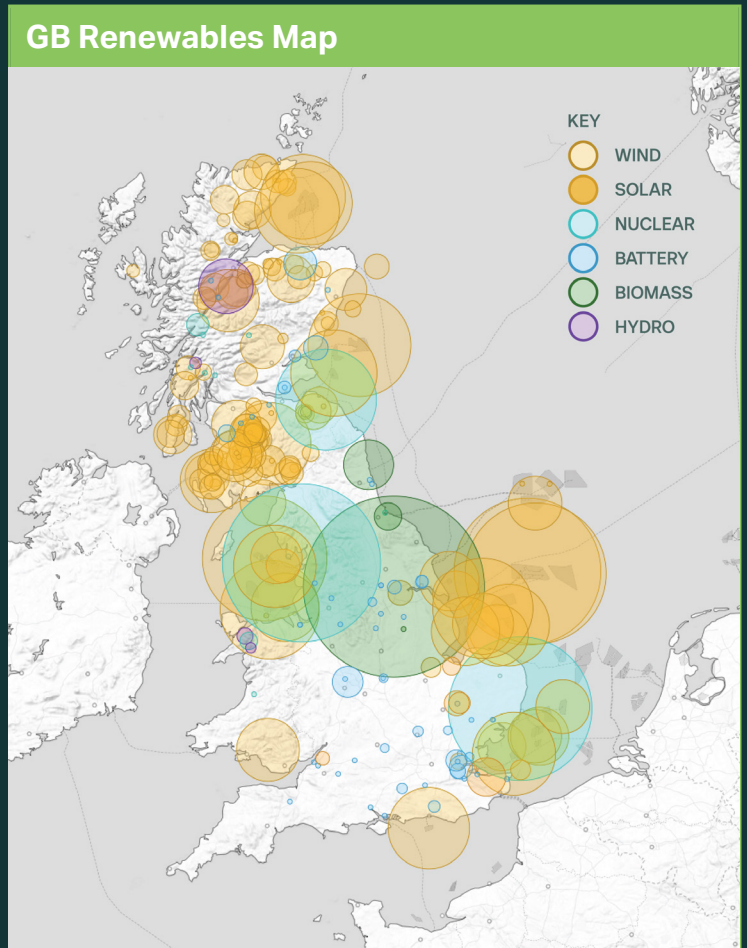 GB Renewables Map
KEY
WIND
SOLAR
NUCLEAR
BATTERY
BIOMASS
HYDRO